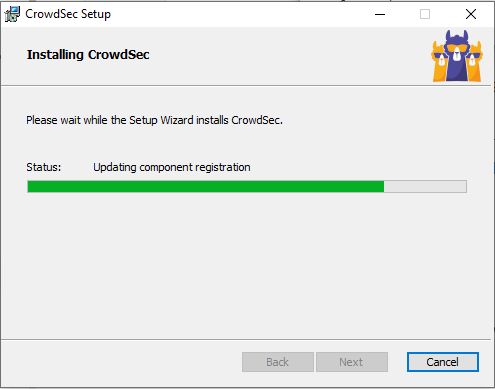 CrowdSec Setup
Installing CrowdSec
Please wait while the Setup Wizard installs CrowdSec.
Status: Updating component registration
Back Next Cancel